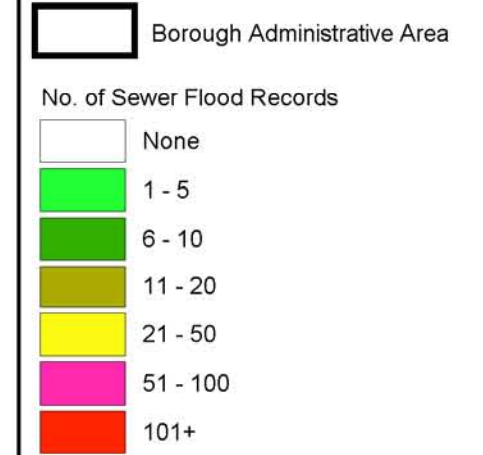 Borough Administrative Area
No. of Sewer Flood Records
None
1 - 5
6 - 10
11 - 20
21 - 50
51 - 100
101+